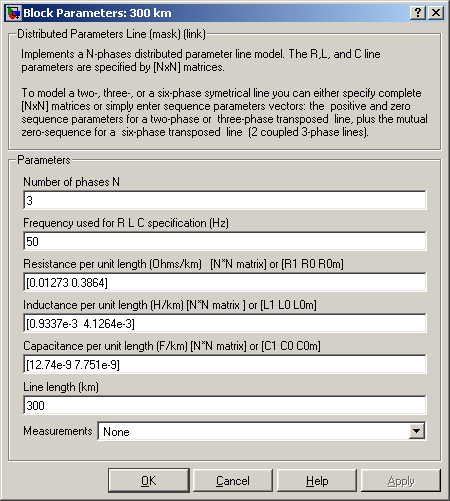 Block Parameters: 300 km
Distributed Parameters Line (mask) (link)
Implements a N-phases distributed parameter line model. The R,L, and C line
parameters are specified by [NxN] matrices.
To model a two-, three-, or a six-phase symetrical line you can either specify complete
[NxN] matrices or simply enter sequence parameters vectors: the  positive and zero
sequence parameters for a two-phase or  three-phase transposed  line, plus the mutual
zero-sequence for a  six-phase transposed  line  (2 coupled 3-phase lines).
Parameters
Number of phases N
3
Frequency used for R L C specification (Hz)
50
Resistance per unit length (Ohms/km)   [N*N matrix] or [R1 R0 R0m]
[0.01273 0.3864]
Inductance per unit length (H/km) [N*N matrix ] or [L1 L0 L0m]
[0.9337e-3  4.1264e-3]
Capacitance per unit length (F/km) [N*N matrix] or [C1 C0 C0m]
[12.74e-9 7.751e-9]
Line length (km)
300
Measurements None
OK Cancel Help Apply